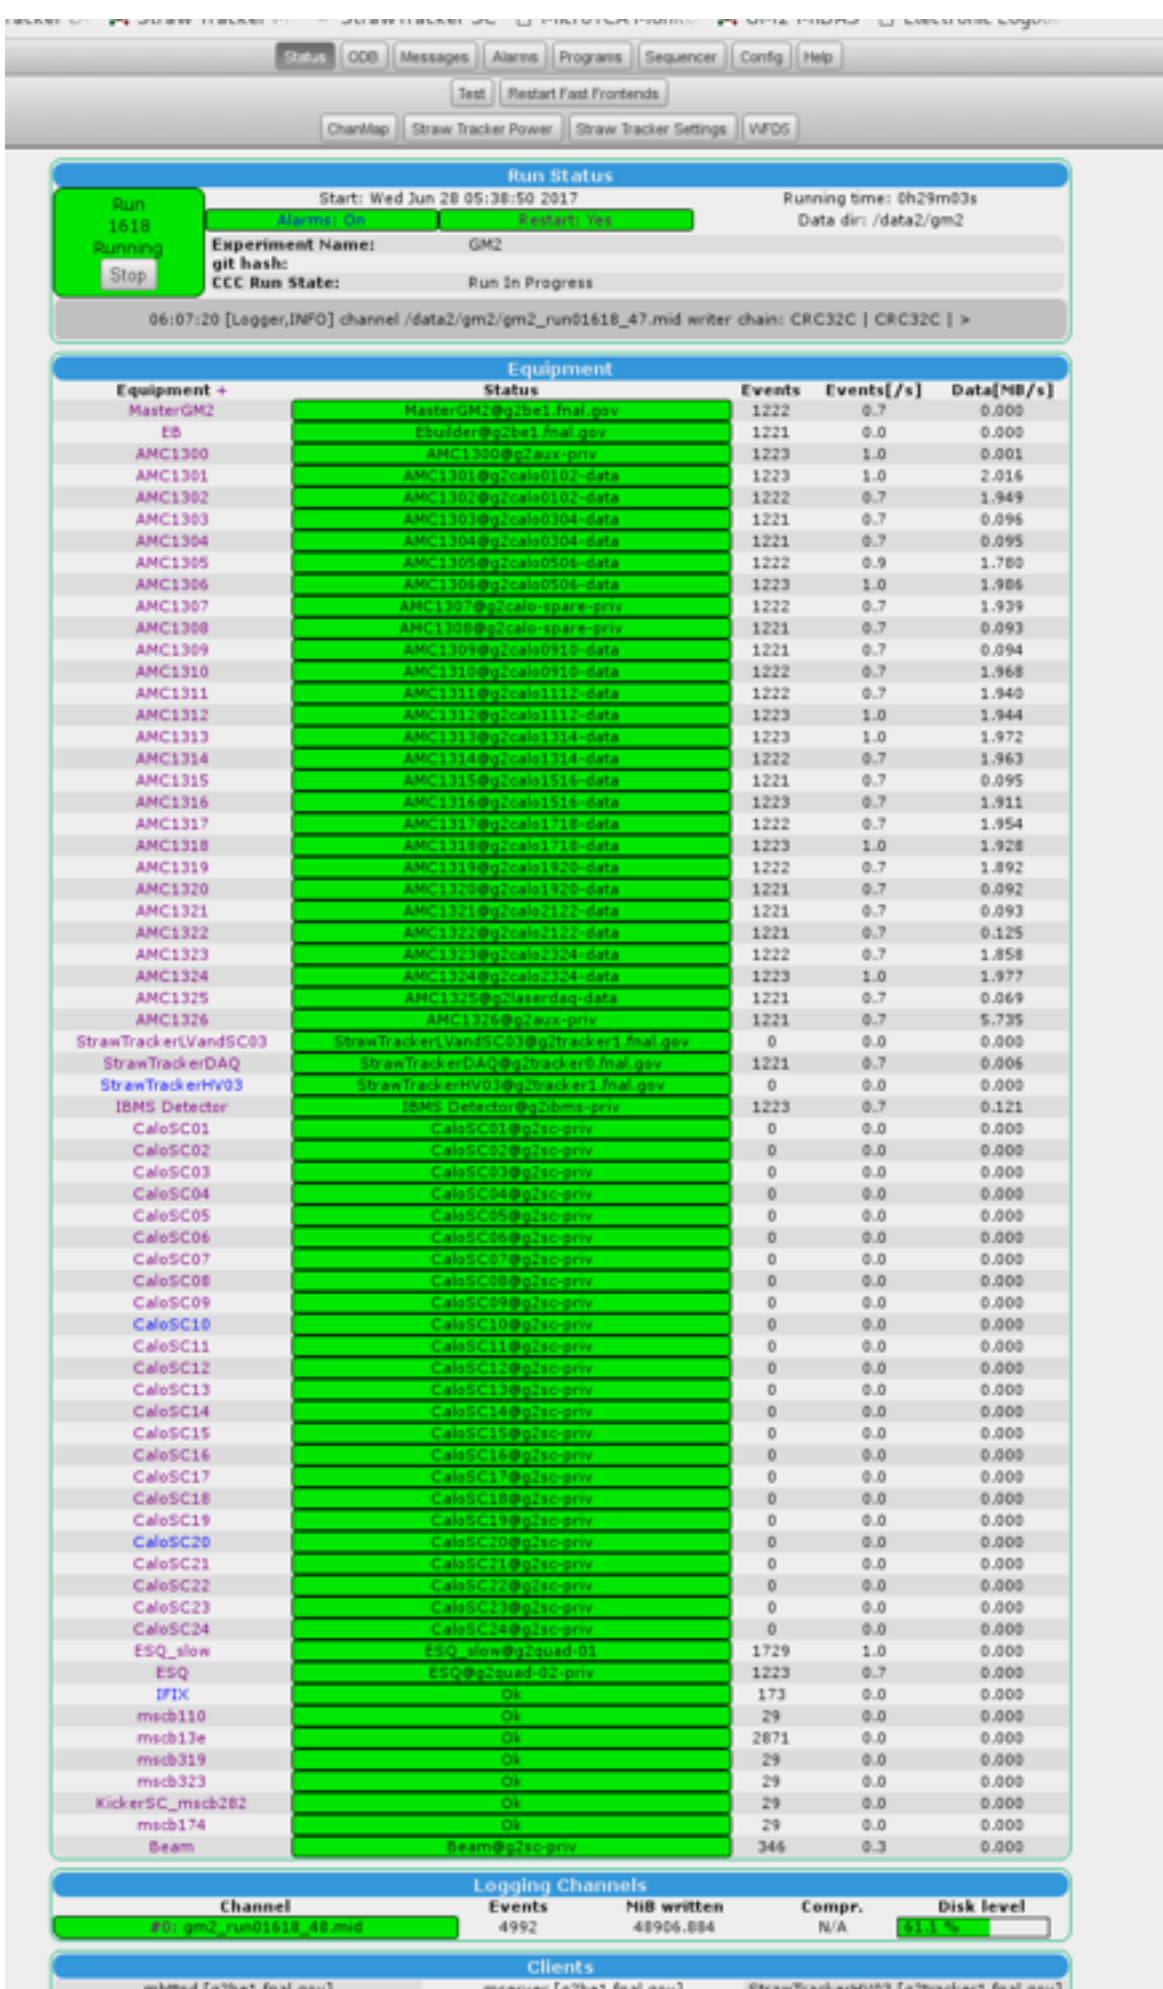 Status ODB Messages Alarms Programs Sequencer Config Help
Test Restart Fast Frontends
ChanMap Straw Tracker Power Straw Tracker Settings WFD5
Run Status
Run 1618 Running Stop
Start: Wed Jun 28 05:38:50 2017 Running time: 0h29m03s
Alarms: On Restart: Yes Data dir: /data2/gm2
Experiment Name: GM2
git hash:
CCC Run State: Run In Progress
06:07:20 [Logger,INFO] channel /data2/gm2/gm2_run01618_47.mid writer chain: CRC32C | CRC32C | >
Equipment
Equipment + Status Events Events[/s] Data[MB/s]
MasterGM2 MasterGM2@g2be1.fnal.gov 1222 0.7 0.000
EB Ebuilder@g2be1.fnal.gov 1221 0.0 0.000
AMC1300 AMC1300@g2aux-priv 1223 1.0 0.001
AMC1301 AMC1301@g2calo0102-data 1223 1.0 2.016
AMC1302 AMC1302@g2calo0102-data 1222 0.7 1.949
AMC1303 AMC1303@g2calo0304-data 1221 0.7 0.096
AMC1304 AMC1304@g2calo0304-data 1221 0.7 0.095
AMC1305 AMC1305@g2calo0506-data 1222 0.9 1.780
AMC1306 AMC1306@g2calo0506-data 1223 1.0 1.986
AMC1307 AMC1307@g2calo-spare-priv 1222 0.7 1.939
AMC1308 AMC1308@g2calo-spare-priv 1221 0.7 0.093
AMC1309 AMC1309@g2calo0910-data 1221 0.7 0.094
AMC1310 AMC1310@g2calo0910-data 1222 0.7 1.968
AMC1311 AMC1311@g2calo1112-data 1222 0.7 1.940
AMC1312 AMC1312@g2calo1112-data 1223 1.0 1.944
AMC1313 AMC1313@g2calo1314-data 1223 1.0 1.972
AMC1314 AMC1314@g2calo1314-data 1222 0.7 1.963
AMC1315 AMC1315@g2calo1516-data 1221 0.7 0.095
AMC1316 AMC1316@g2calo1516-data 1223 0.7 1.911
AMC1317 AMC1317@g2calo1718-data 1222 0.7 1.954
AMC1318 AMC1318@g2calo1718-data 1223 1.0 1.928
AMC1319 AMC1319@g2calo1920-data 1222 0.7 1.892
AMC1320 AMC1320@g2calo1920-data 1221 0.7 0.092
AMC1321 AMC1321@g2calo2122-data 1221 0.7 0.093
AMC1322 AMC1322@g2calo2122-data 1221 0.7 0.125
AMC1323 AMC1323@g2calo2324-data 1222 0.7 1.858
AMC1324 AMC1324@g2calo2324-data 1223 1.0 1.977
AMC1325 AMC1325@g2laserdaq-data 1221 0.7 0.069
AMC1326 AMC1326@g2aux-priv 1221 0.7 5.735
StrawTrackerLVandSC03 StrawTrackerLVandSC03@g2tracker1.fnal.gov 0 0.0 0.000
StrawTrackerDAQ StrawTrackerDAQ@g2tracker0.fnal.gov 1221 0.7 0.006
StrawTrackerHV03 StrawTrackerHV03@g2tracker1.fnal.gov 0 0.0 0.000
IBMS Detector IBMS Detector@g2ibms-priv 1223 0.7 0.121
CaloSC01 CaloSC01@g2sc-priv 0 0.0 0.000
CaloSC02 CaloSC02@g2sc-priv 0 0.0 0.000
CaloSC03 CaloSC03@g2sc-priv 0 0.0 0.000
CaloSC04 CaloSC04@g2sc-priv 0 0.0 0.000
CaloSC05 CaloSC05@g2sc-priv 0 0.0 0.000
CaloSC06 CaloSC06@g2sc-priv 0 0.0 0.000
CaloSC07 CaloSC07@g2sc-priv 0 0.0 0.000
CaloSC08 CaloSC08@g2sc-priv 0 0.0 0.000
CaloSC09 CaloSC09@g2sc-priv 0 0.0 0.000
CaloSC10 CaloSC10@g2sc-priv 0 0.0 0.000
CaloSC11 CaloSC11@g2sc-priv 0 0.0 0.000
CaloSC12 CaloSC12@g2sc-priv 0 0.0 0.000
CaloSC13 CaloSC13@g2sc-priv 0 0.0 0.000
CaloSC14 CaloSC14@g2sc-priv 0 0.0 0.000
CaloSC15 CaloSC15@g2sc-priv 0 0.0 0.000
CaloSC16 CaloSC16@g2sc-priv 0 0.0 0.000
CaloSC17 CaloSC17@g2sc-priv 0 0.0 0.000
CaloSC18 CaloSC18@g2sc-priv 0 0.0 0.000
CaloSC19 CaloSC19@g2sc-priv 0 0.0 0.000
CaloSC20 CaloSC20@g2sc-priv 0 0.0 0.000
CaloSC21 CaloSC21@g2sc-priv 0 0.0 0.000
CaloSC22 CaloSC22@g2sc-priv 0 0.0 0.000
CaloSC23 CaloSC23@g2sc-priv 0 0.0 0.000
CaloSC24 CaloSC24@g2sc-priv 0 0.0 0.000
ESQ_slow ESQ_slow@g2quad-01 1729 1.0 0.000
ESQ ESQ@g2quad-02-priv 1223 0.7 0.000
IFIX Ok 173 0.0 0.000
mscb110 Ok 29 0.0 0.000
mscb13e Ok 2871 0.0 0.000
mscb319 Ok 29 0.0 0.000
mscb323 Ok 29 0.0 0.000
KickerSC_mscb282 Ok 29 0.0 0.000
mscb174 Ok 29 0.0 0.000
Beam Beam@g2sc-priv 346 0.3 0.000
Logging Channels
Channel Events MiB written Compr. Disk level
#0: gm2_run01618_48.mid 4992 48906.884 N/A 61.1 %
Clients